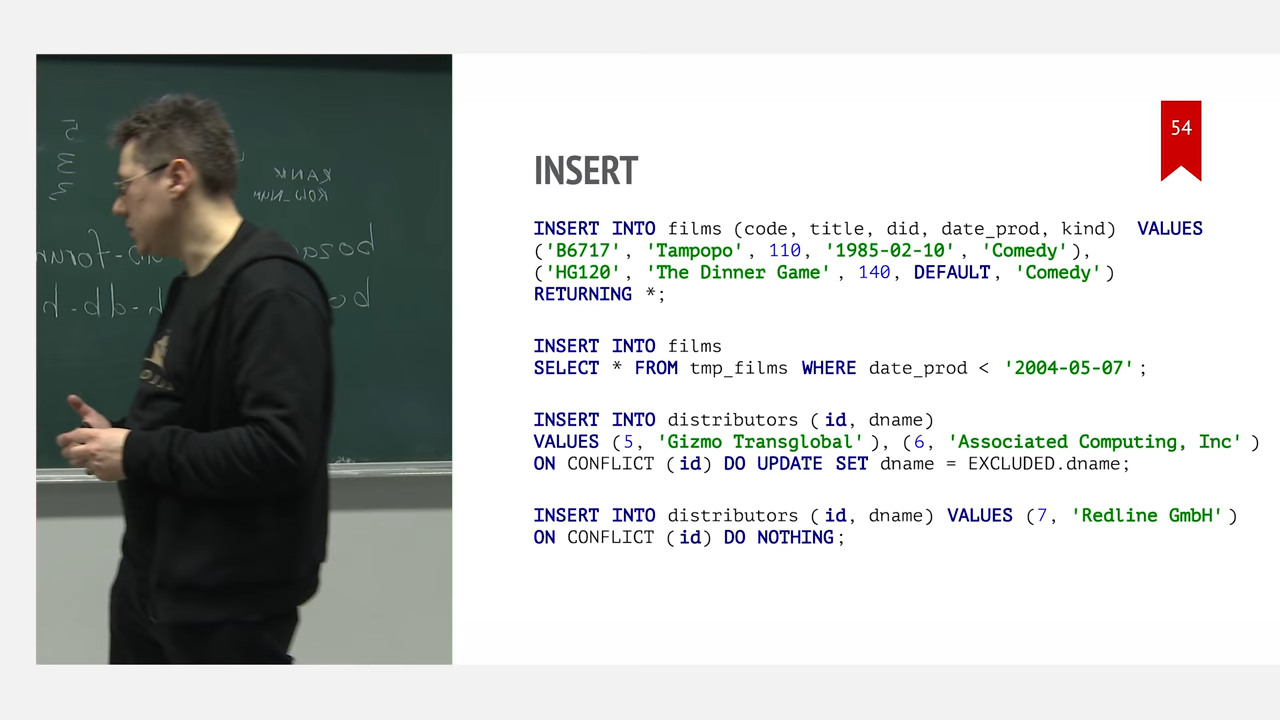 54
INSERT
INSERT INTO films (code, title, did, date_prod, kind) VALUES
('B6717', 'Tampopo', 110, '1985-02-10', 'Comedy'),
('HG120', 'The Dinner Game', 140, DEFAULT, 'Comedy')
RETURNING *;
INSERT INTO films
SELECT * FROM tmp_films WHERE date_prod < '2004-05-07';
INSERT INTO distributors (id, dname)
VALUES (5, 'Gizmo Transglobal'), (6, 'Associated Computing, Inc')
ON CONFLICT (id) DO UPDATE SET dname = EXCLUDED.dname;
INSERT INTO distributors (id, dname) VALUES (7, 'Redline GmbH')
ON CONFLICT (id) DO NOTHING;
RANK
ROW_NUM